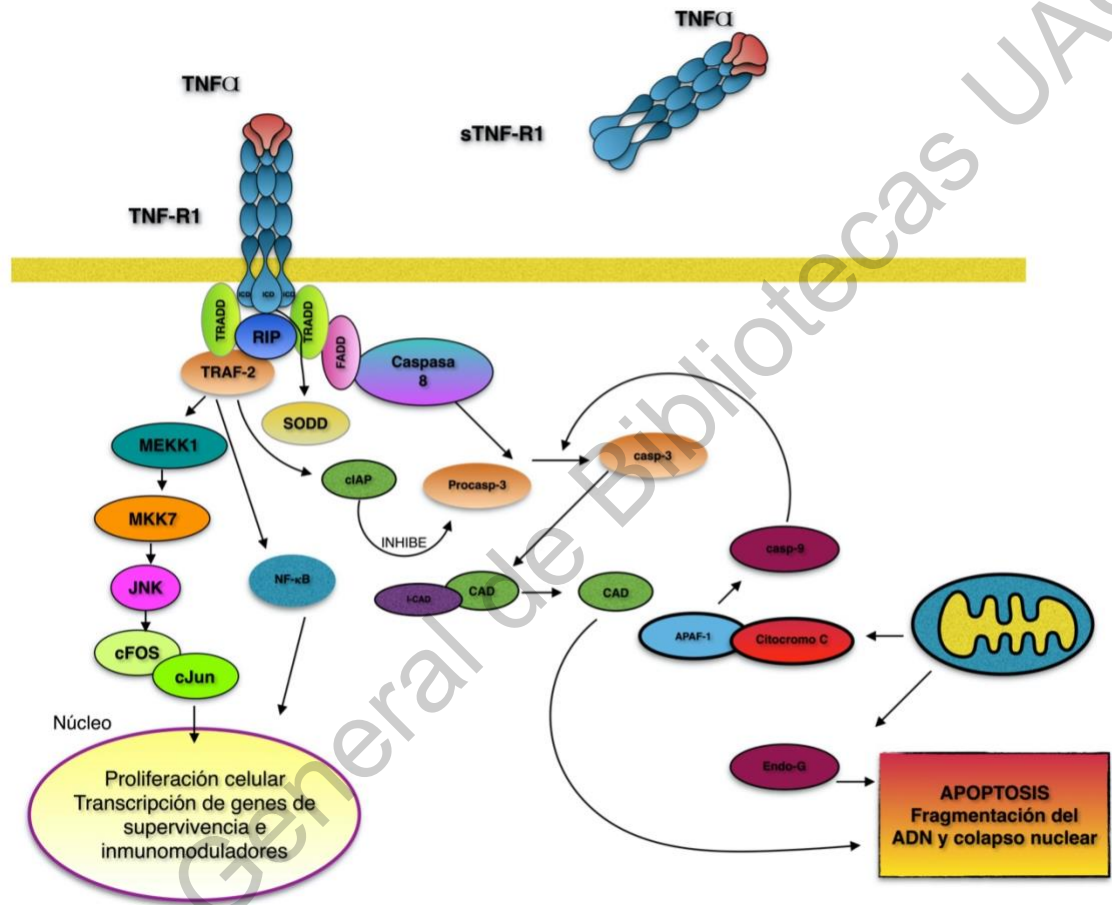 TNFα
TNFα
sTNF-R1
TNF-R1
ICD
ICD
ICD
TRADD
RIP
TRADD
FADD
Caspasa
8
TRAF-2
SODD
MEKK1
cIAP
Procasp-3
casp-3
INHIBE
MKK7
casp-9
JNK
NF-κB
I-CAD
CAD
CAD
APAF-1
Citocromo C
cFOS
cJun
Núcleo
Proliferación celular
Transcripción de genes de
supervivencia e
inmunomoduladores
Endo-G
APOPTOSIS
Fragmentación del
ADN y colapso nuclear
General de Bibliotecas